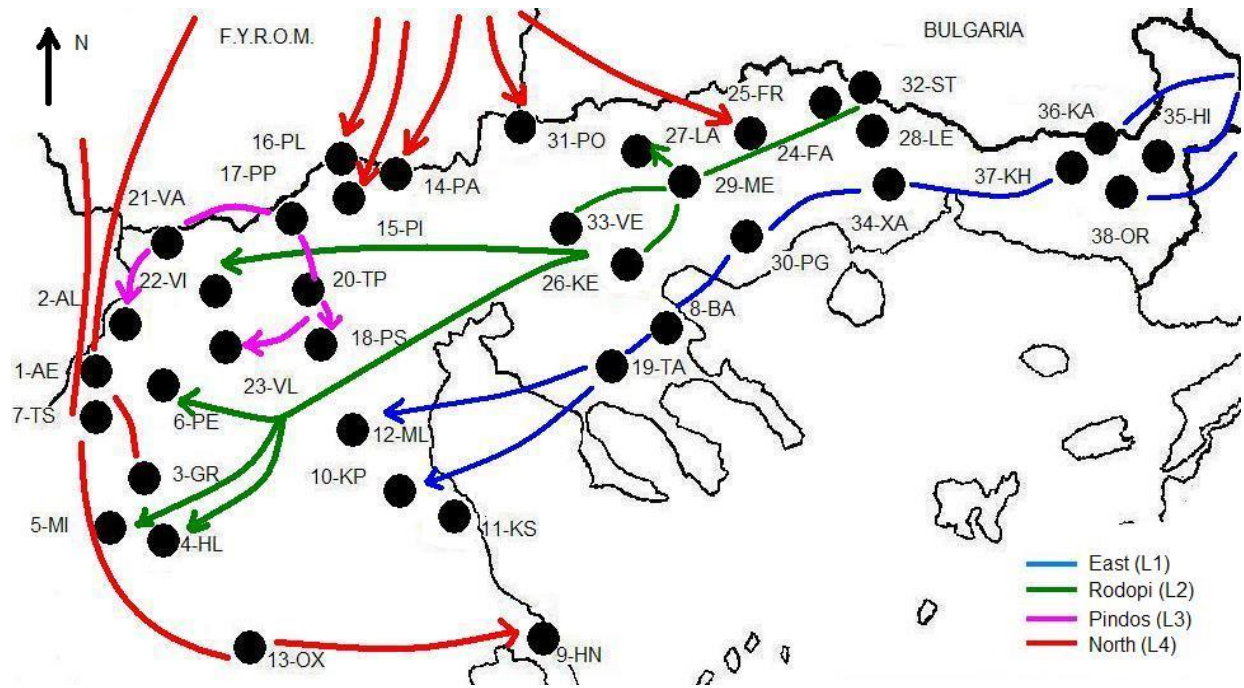 N
F.Y.R.O.M.
BULGARIA
32-ST
25-FR
36-KA
35-HI
16-PL
31-PO
27-LA
28-LE
24-FA
17-PP
14-PA
29-ME
37-KH
21-VA
15-PI
33-VE
34-XA
38-OR
22-VI
20-TP
26-KE
30-PG
2-AL
8-BA
18-PS
1-AE
19-TA
23-VL
7-TS
6-PE
12-ML
3-GR
10-KP
5-MI
4-HL
11-KS
13-OX
9-HN
East (L1)
Rodopi (L2)
Pindos (L3)
North (L4)